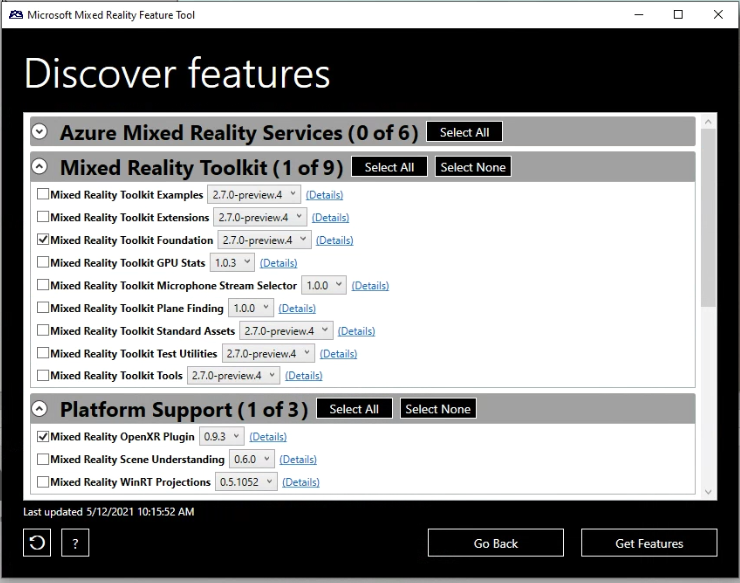 Microsoft Mixed Reality Feature Tool
Discover features
Azure Mixed Reality Services (0 of 6) Select All
Mixed Reality Toolkit (1 of 9) Select All Select None
Mixed Reality Toolkit Examples 2.7.0-preview.4 (Details)
Mixed Reality Toolkit Extensions 2.7.0-preview.4 (Details)
Mixed Reality Toolkit Foundation 2.7.0-preview.4 (Details)
Mixed Reality Toolkit GPU Stats 1.0.3 (Details)
Mixed Reality Toolkit Microphone Stream Selector 1.0.0 (Details)
Mixed Reality Toolkit Plane Finding 1.0.0 (Details)
Mixed Reality Toolkit Standard Assets 2.7.0-preview.4 (Details)
Mixed Reality Toolkit Test Utilities 2.7.0-preview.4 (Details)
Mixed Reality Toolkit Tools 2.7.0-preview.4 (Details)
Platform Support (1 of 3) Select All Select None
Mixed Reality OpenXR Plugin 0.9.3 (Details)
Mixed Reality Scene Understanding 0.6.0 (Details)
Mixed Reality WinRT Projections 0.5.1052 (Details)
Last updated 5/12/2021 10:15:52 AM
? Go Back Get Features